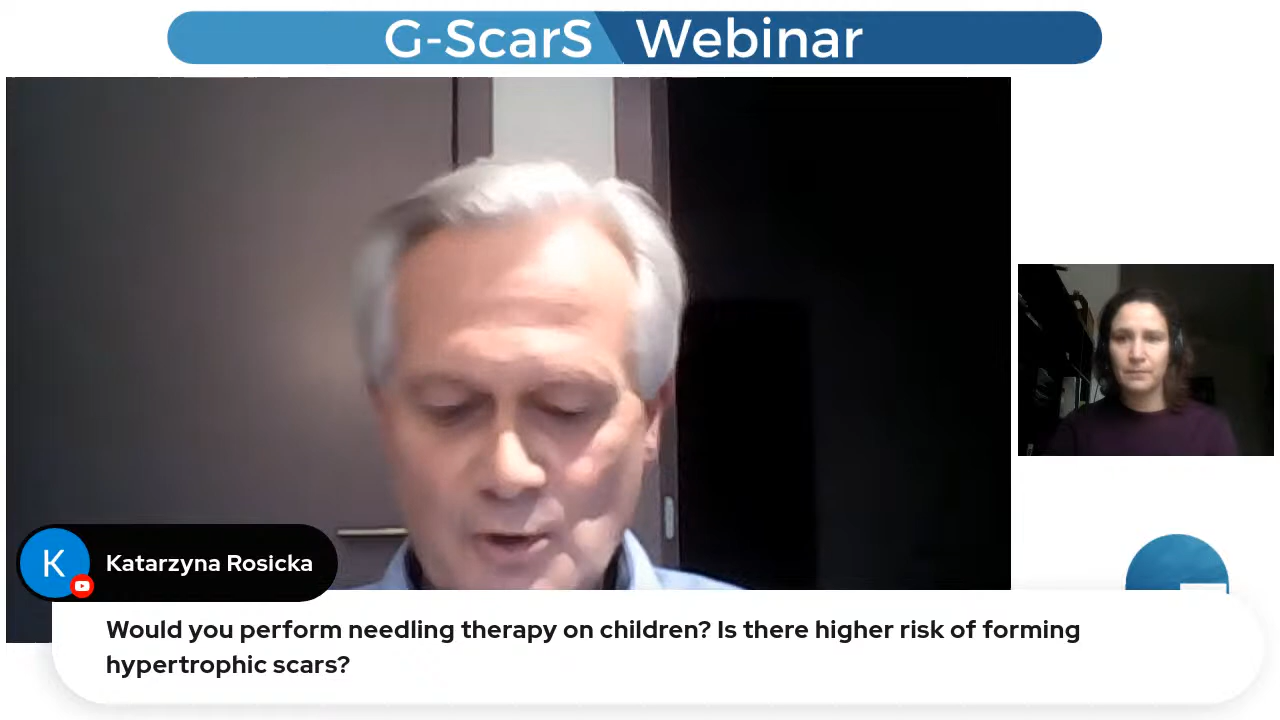 G-ScarS Webinar
K
Katarzyna Rosicka
Would you perform needling therapy on children? Is there higher risk of forming
hypertrophic scars?